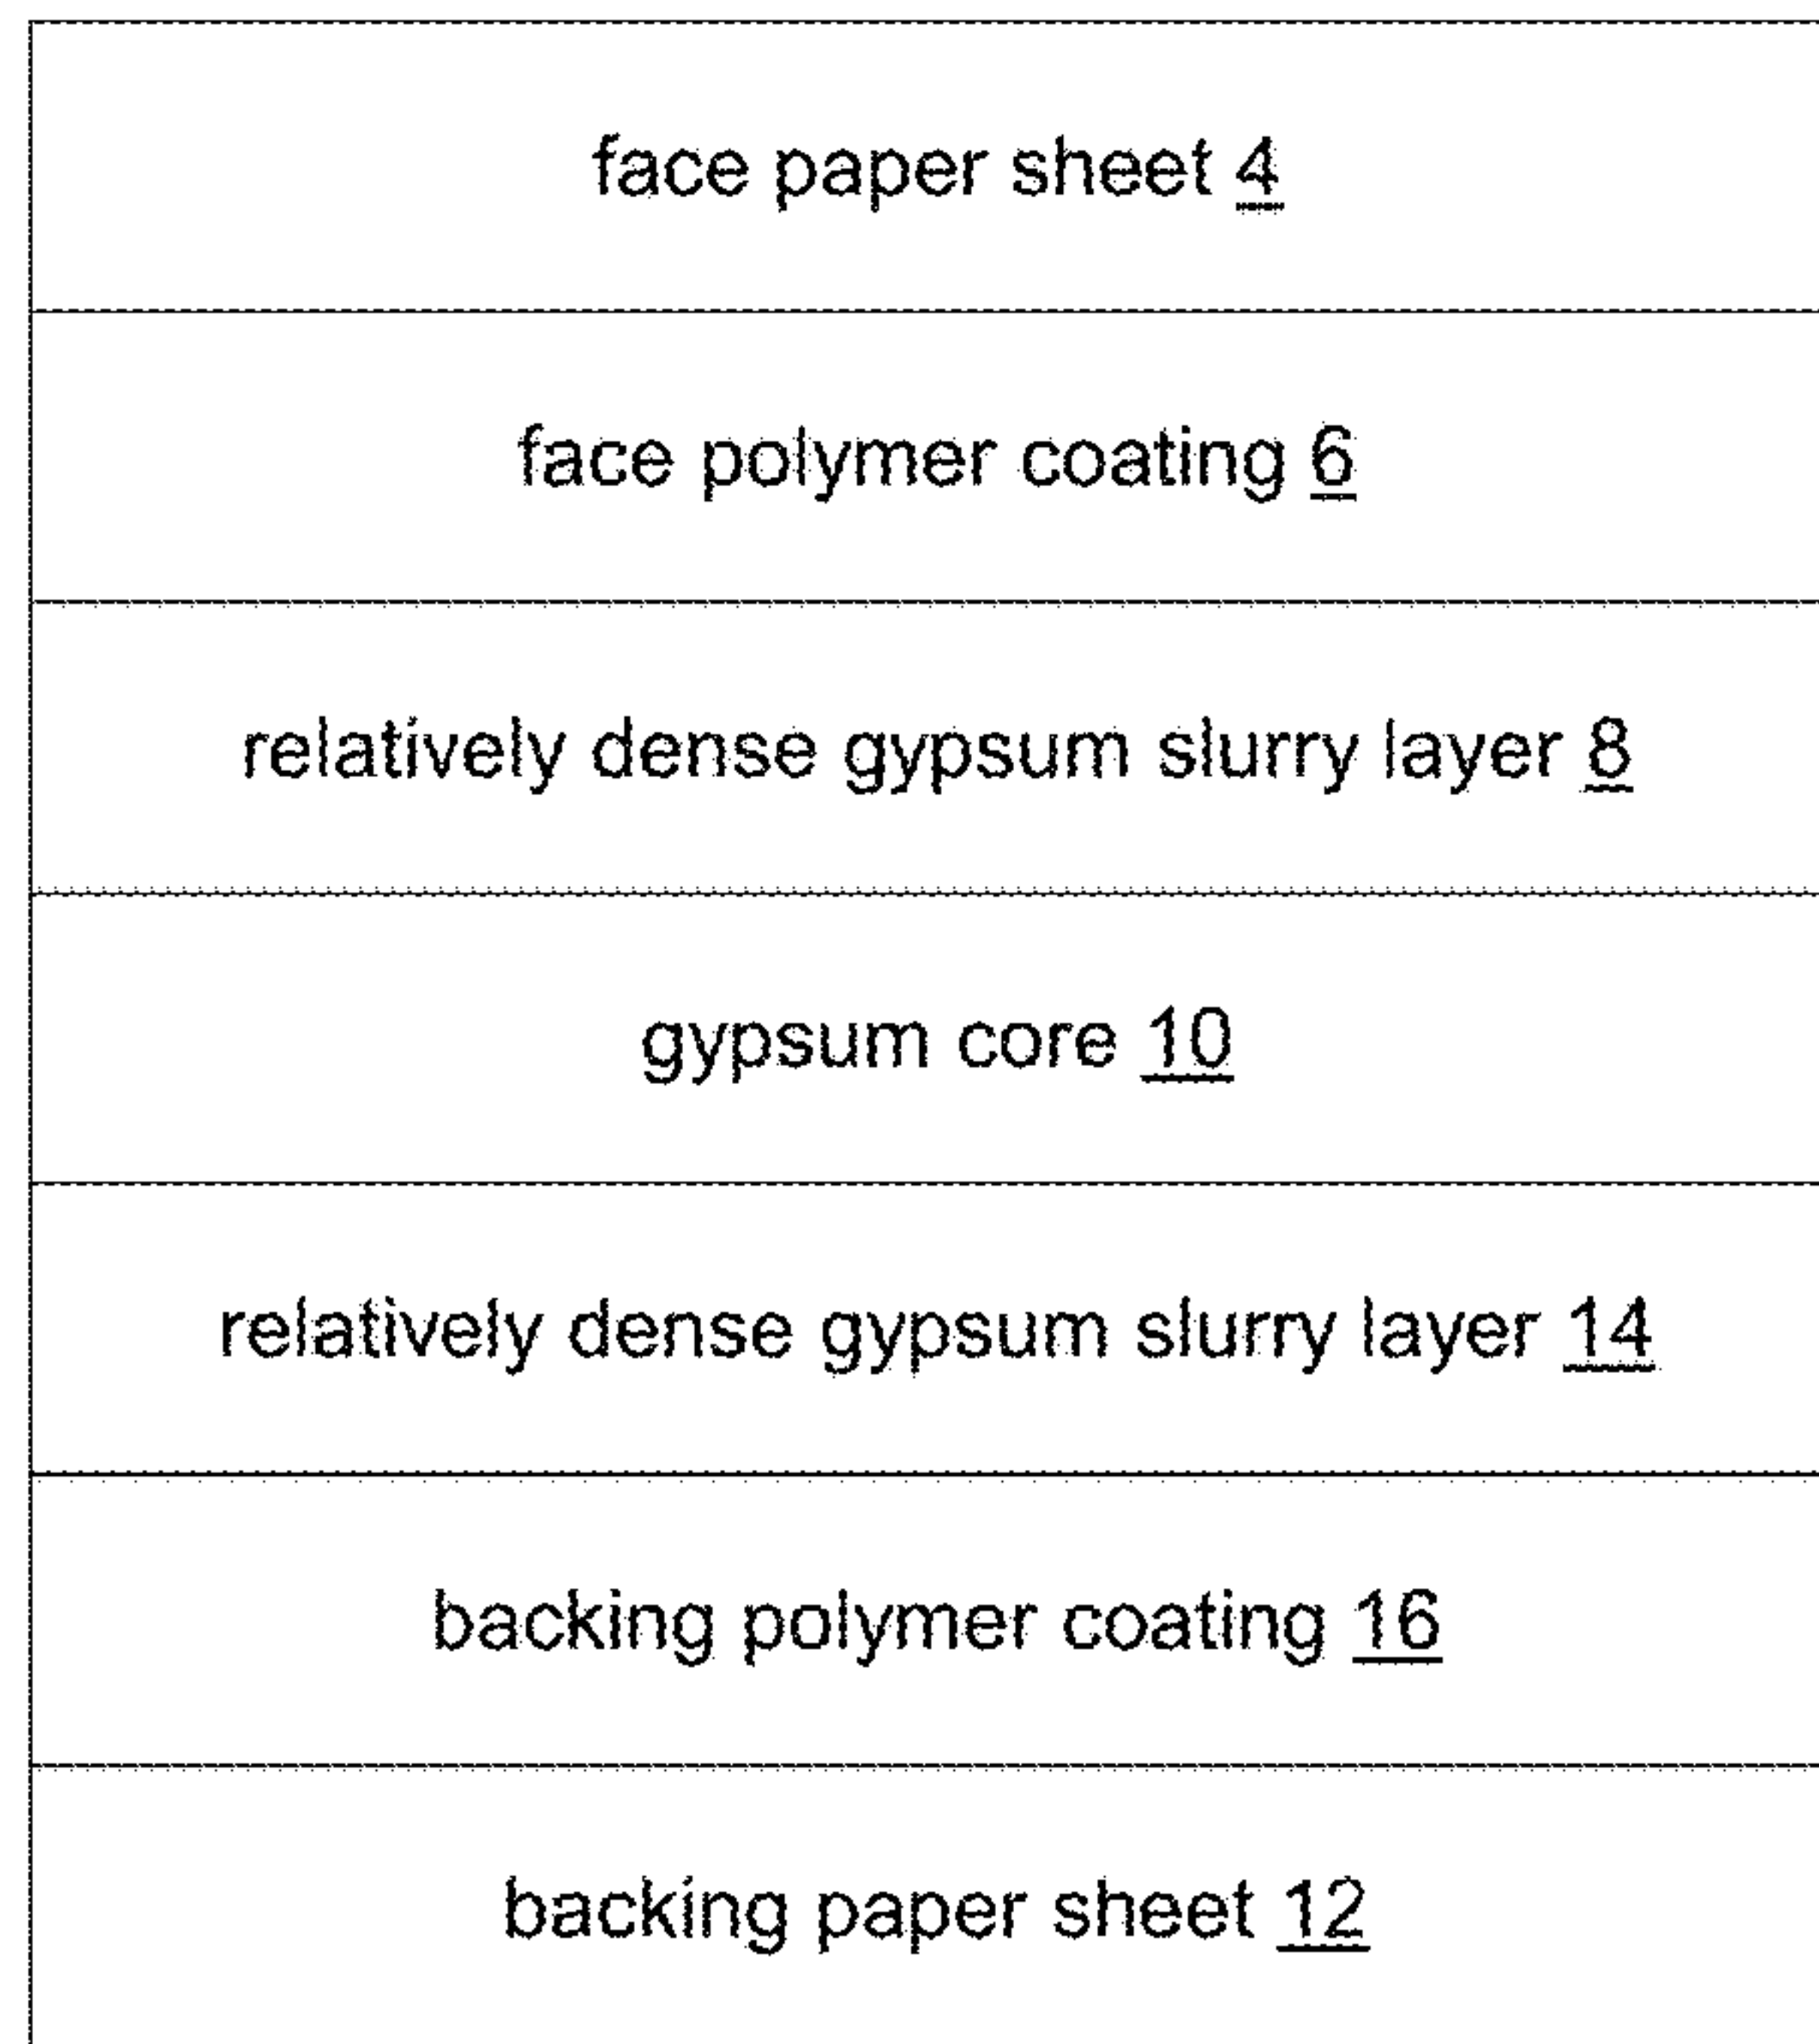 face paper sheet 4
face polymer coating 6
relatively dense gypsum slurry layer 8
gypsum core 10
relatively dense gypsum slurry layer 14
backing polymer coating 16
backing paper sheet 12